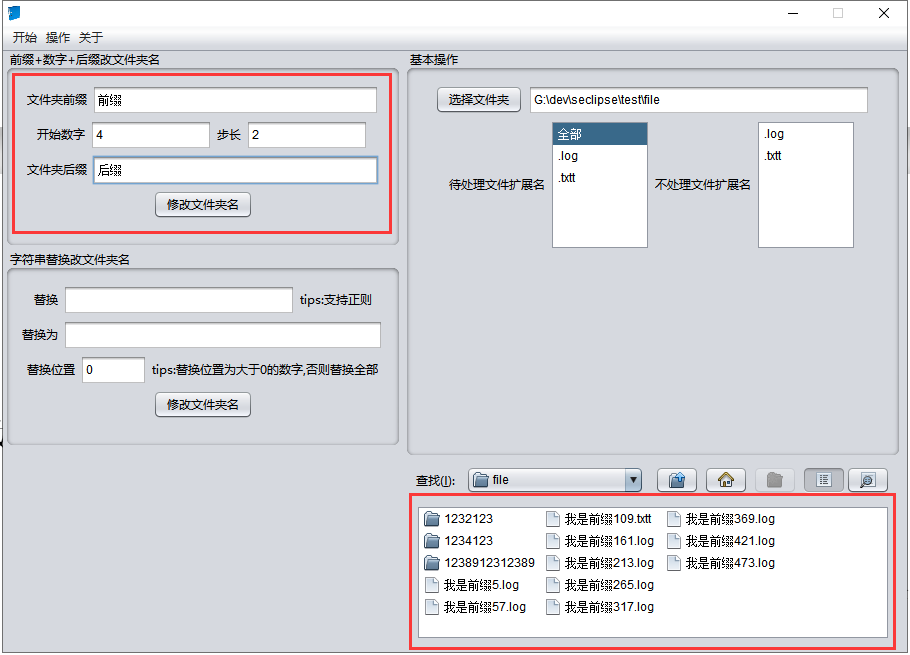 开始 操作 关于
前缀+数字+后缀改文件夹名
文件夹前缀 前缀
开始数字 4 步长 2
文件夹后缀 后缀
修改文件夹名
字符串替换改文件夹名
替换 tips:支持正则
替换为
替换位置 0 tips:替换位置为大于0的数字,否则替换全部
修改文件夹名
基本操作
选择文件夹 G:\dev\seclipse\test\file
待处理文件扩展名
全部
.log
.txtt
不处理文件扩展名
.log
.txtt
查找(I): file
1232123
1234123
1238912312389
我是前缀5.log
我是前缀57.log
我是前缀109.txtt
我是前缀161.log
我是前缀213.log
我是前缀265.log
我是前缀317.log
我是前缀369.log
我是前缀421.log
我是前缀473.log